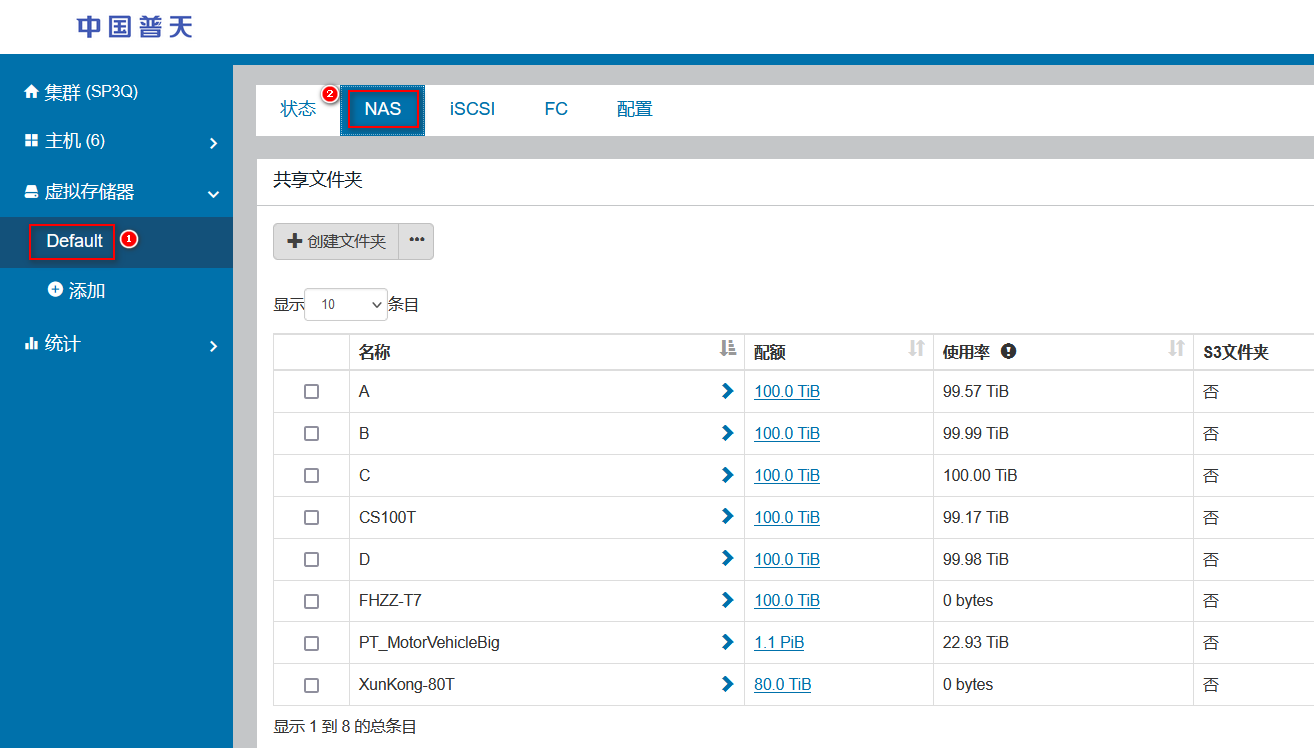 中国普天
集群 (SP3Q)
主机 (6)
虚拟存储器
Default 1
添加
统计
状态 2 NAS iSCSI FC 配置
共享文件夹
创建文件夹 •••
显示 10 条目
名称 配额 使用率 S3文件夹
A 100.0 TiB 99.57 TiB 否
B 100.0 TiB 99.99 TiB 否
C 100.0 TiB 100.00 TiB 否
CS100T 100.0 TiB 99.17 TiB 否
D 100.0 TiB 99.98 TiB 否
FHZZ-T7 100.0 TiB 0 bytes 否
PT_MotorVehicleBig 1.1 PiB 22.93 TiB 否
XunKong-80T 80.0 TiB 0 bytes 否
显示 1 到 8 的总条目